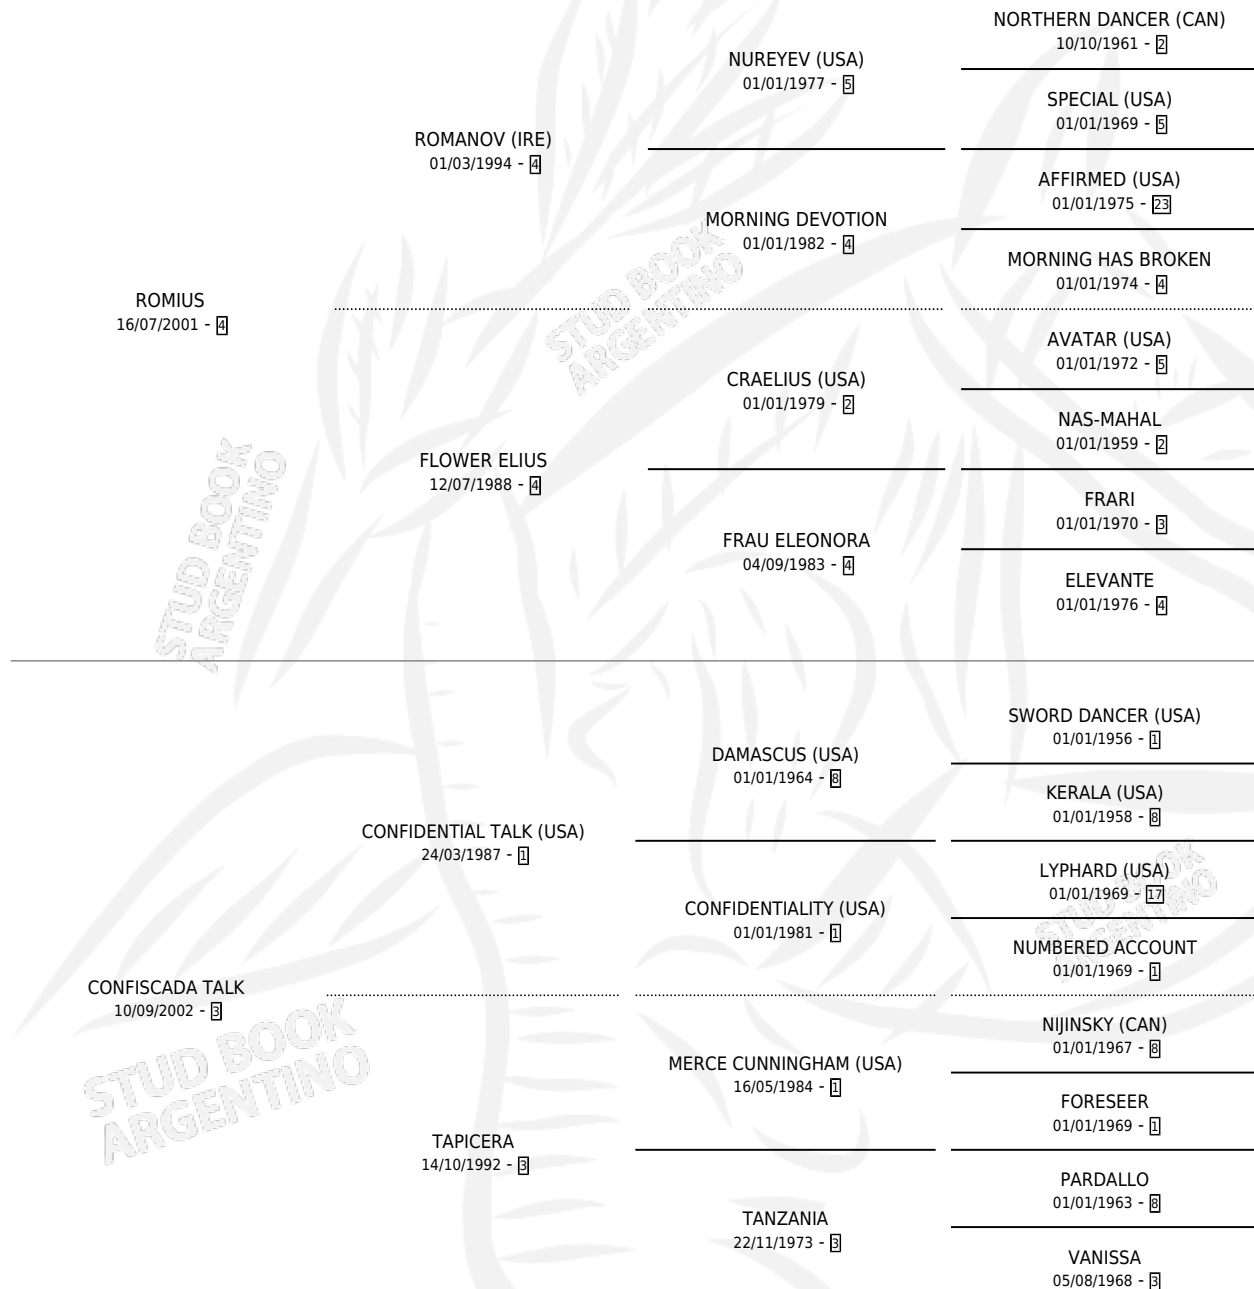 NORTHERN DANCER (CAN)
10/10/1961 - 2
NUREYEV (USA)
01/01/1977 - 5
SPECIAL (USA)
01/01/1969 - 5
ROMANOV (IRE)
01/03/1994 - 4
AFFIRMED (USA)
01/01/1975 - 23
MORNING DEVOTION
01/01/1982 - 4
MORNING HAS BROKEN
01/01/1974 - 4
ROMIUS
16/07/2001 - 4
STUD BOOK
ARGENTINO
AVATAR (USA)
01/01/1972 - 5
CRAELIUS (USA)
01/01/1979 - 2
NAS-MAHAL
01/01/1959 - 2
FLOWER ELIUS
12/07/1988 - 4
FRARI
01/01/1970 - 3
FRAU ELEONORA
04/09/1983 - 4
ELEVANTE
01/01/1976 - 4
STUD BOOK
ARGENTINO
SWORD DANCER (USA)
01/01/1956 - 1
DAMASCUS (USA)
01/01/1964 - 8
KERALA (USA)
01/01/1958 - 8
CONFIDENTIAL TALK (USA)
24/03/1987 - 1
LYPHARD (USA)
01/01/1969 - 17
CONFIDENTIALITY (USA)
01/01/1981 - 1
STUD BOOK
ARGENTINO
NUMBERED ACCOUNT
01/01/1969 - 1
CONFISCADA TALK
10/09/2002 - 3
STUD BOOK
ARGENTINO
NIJINSKY (CAN)
01/01/1967 - 8
MERCE CUNNINGHAM (USA)
16/05/1984 - 1
FORESEER
01/01/1969 - 1
TAPICERA
14/10/1992 - 3
PARDALLO
01/01/1963 - 8
TANZANIA
22/11/1973 - 3
VANISSA
05/08/1968 - 3